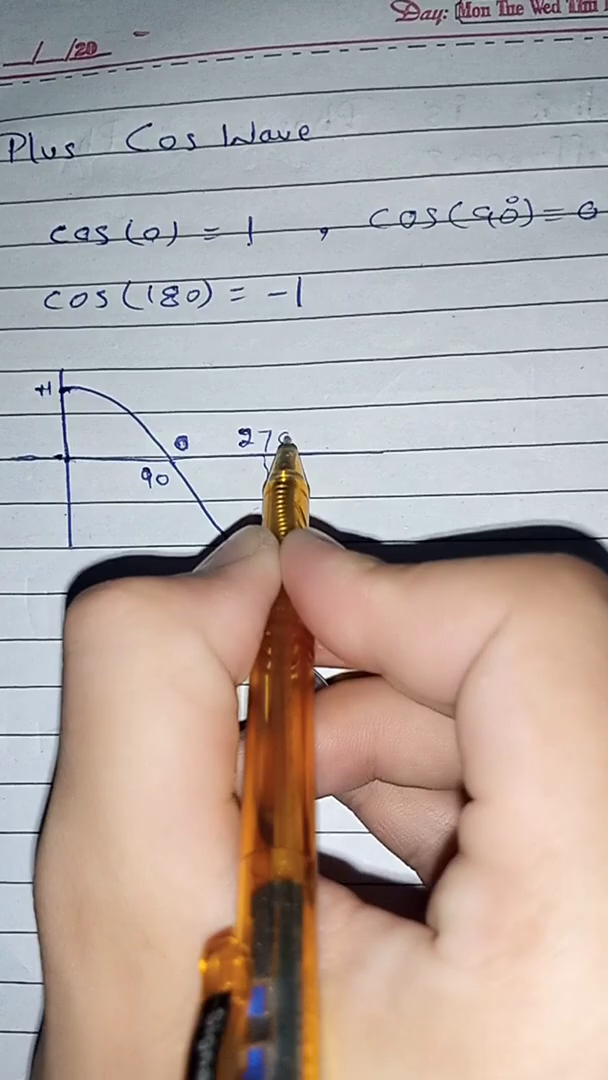 Day: Mon The Wed
/ /20
Plus Cos Wave
cos(0) = 1 , cos(90°) = 0
cos(180) = -1
+1
0
270
90